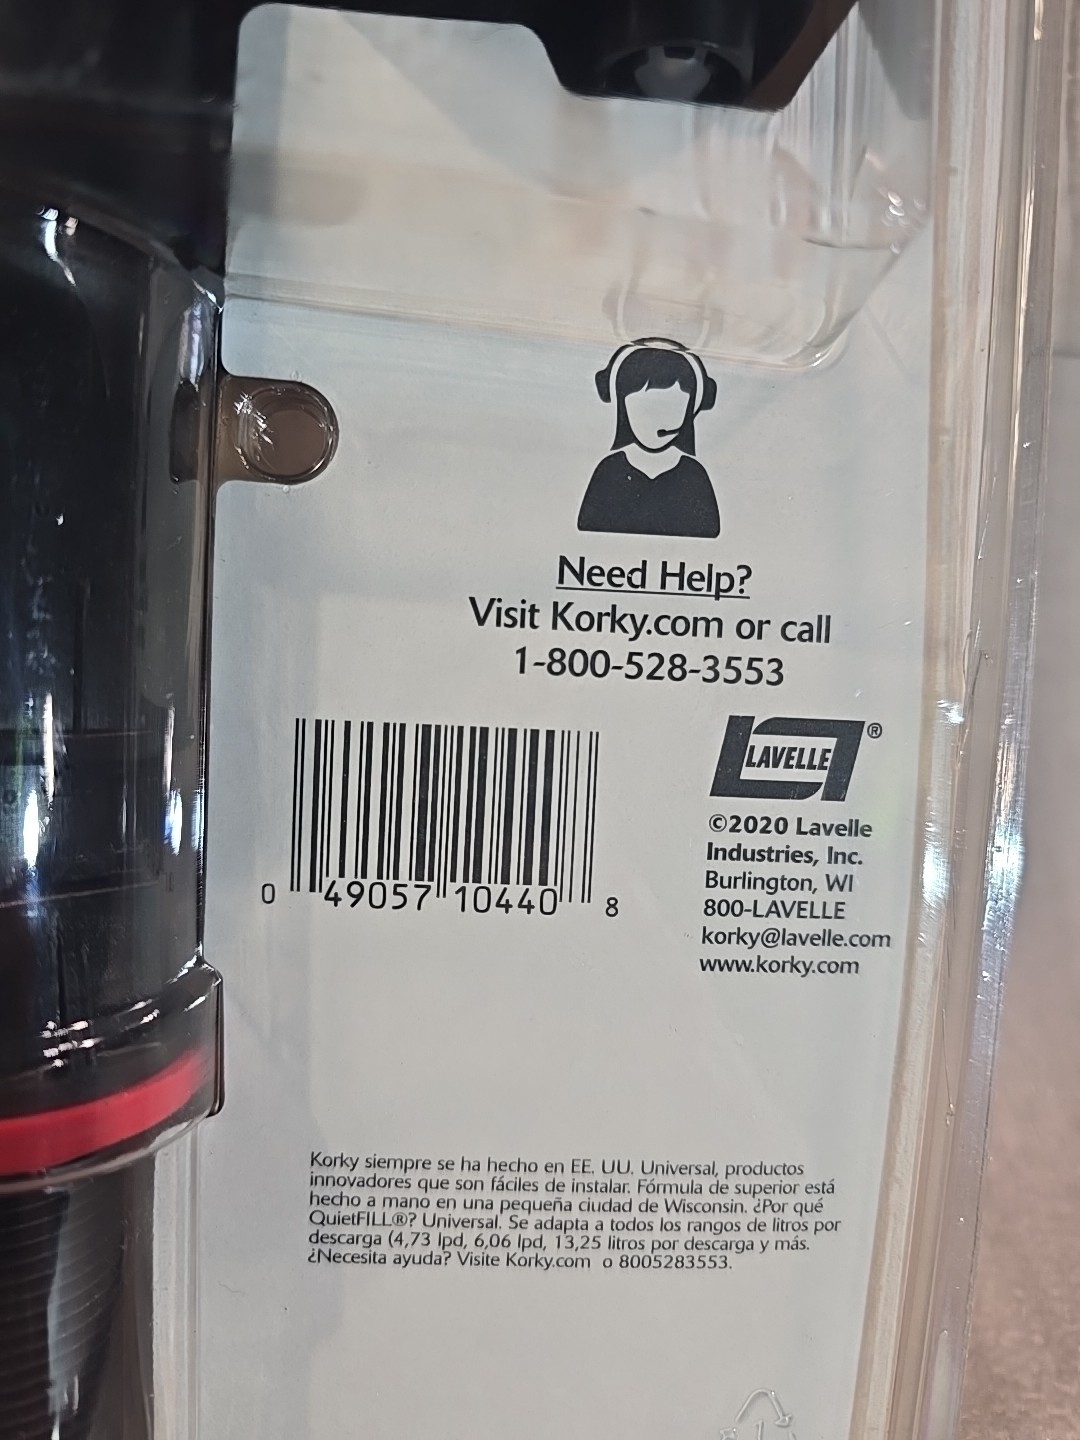 Need Help?
Visit Korky.com or call
1-800-528-3553
LAVELLE®
0 49057 10440 8
©2020 Lavelle
Industries, Inc.
Burlington, WI
800-LAVELLE
korky@lavelle.com
www.korky.com
Korky siempre se ha hecho en EE. UU. Universal, productos
innovadores que son fáciles de instalar. Fórmula de superior está
hecho a mano en una pequeña ciudad de Wisconsin. ¿Por qué
QuietFILL®? Universal. Se adapta a todos los rangos de litros por
descarga (4,73 lpd, 6,06 lpd, 13,25 litros por descarga y más.
¿Necesita ayuda? Visite Korky.com o 8005283553.